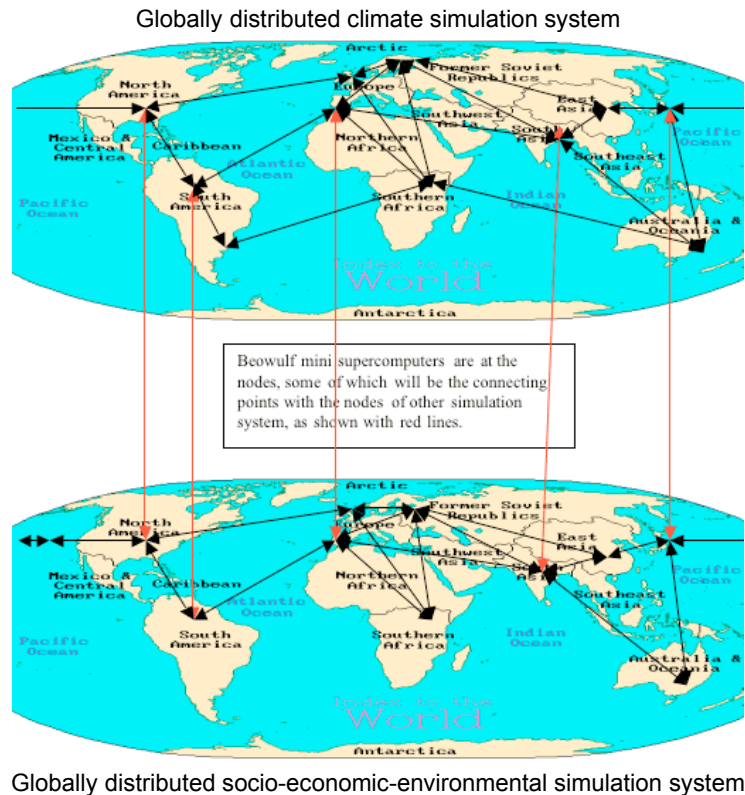 Globally distributed climate simulation system
Arctic
North
America
Former Soviet
Republics
Europe
East
Asia
Southwest
Asia
South
Asia
Mexico &
Central
America
Caribbean
Northern
Africa
Pacific
Ocean
Atlantic
Ocean
Southeast
Asia
South
America
Southern
Africa
Indian
Ocean
Pacific
Ocean
Australia &
Oceania
Index to the
World
Antarctica
Beowulf mini supercomputers are at the
nodes, some of which will be the connecting
points with the nodes of other simulation
system, as shown with red lines.
Arctic
North
America
Former Soviet
Republics
Europe
East
Asia
Southwest
Asia
South
Asia
Mexico &
Central
America
Caribbean
Northern
Africa
Pacific
Ocean
Atlantic
Ocean
Southeast
Asia
South
America
Southern
Africa
Indian
Ocean
Pacific
Ocean
Australia &
Oceania
Index to the
World
Antarctica
Globally distributed socio-economic-environmental simulation system